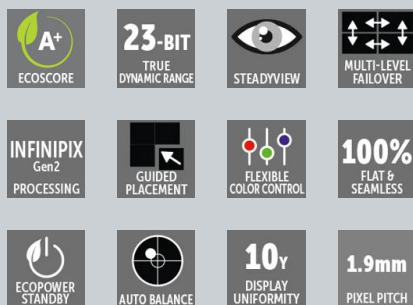 A+
ECOSCORE
23-BIT
TRUE
DYNAMIC RANGE
STEADYVIEW
MULTI-LEVEL
FAILOVER
INFINIPIX
Gen2
PROCESSING
GUIDED
PLACEMENT
FLEXIBLE
COLOR CONTROL
100%
FLAT &
SEAMLESS
ECOPOWER
STANDBY
AUTO BALANCE
10Y
DISPLAY
UNIFORMITY
1.9mm
PIXEL PITCH